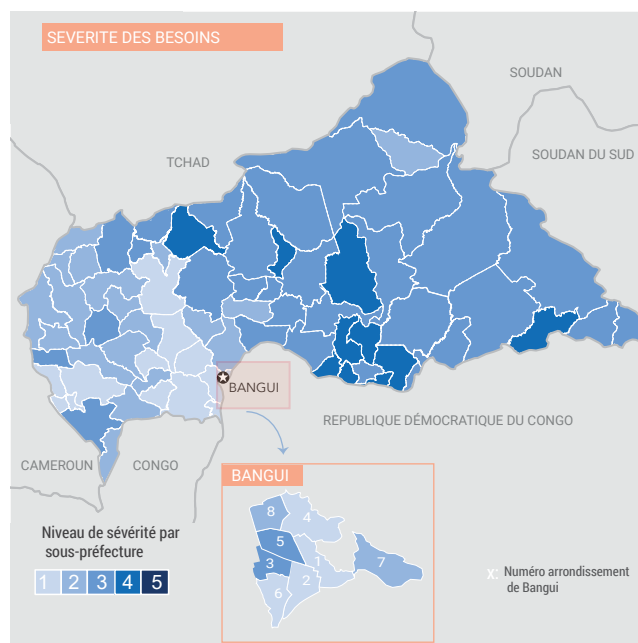 SEVERITE DES BESOINS
SOUDAN
TCHAD
SOUDAN DU SUD
BANGUI
REPUBLIQUE DÉMOCRATIQUE DU CONGO
CAMEROUN
CONGO
BANGUI
8
4
5
3
1
7
2
6
Niveau de sévérité par
sous-préfecture
1 2 3 4 5
x: Numéro arrondissement
de Bangui